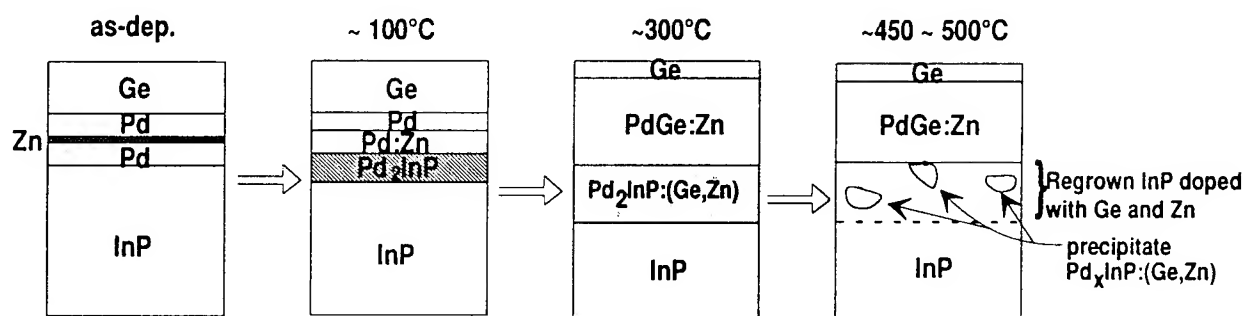 as-dep.
~ 100°C
~300°C
~450 ~ 500°C
Ge
Pd
Zn
Pd
InP
Ge
Pd
Pd:Zn
Pd₂InP
InP
Ge
PdGe:Zn
Pd₂InP:(Ge,Zn)
InP
Ge
PdGe:Zn
InP
Regrown InP doped
with Ge and Zn
precipitate
PdₓInP:(Ge,Zn)